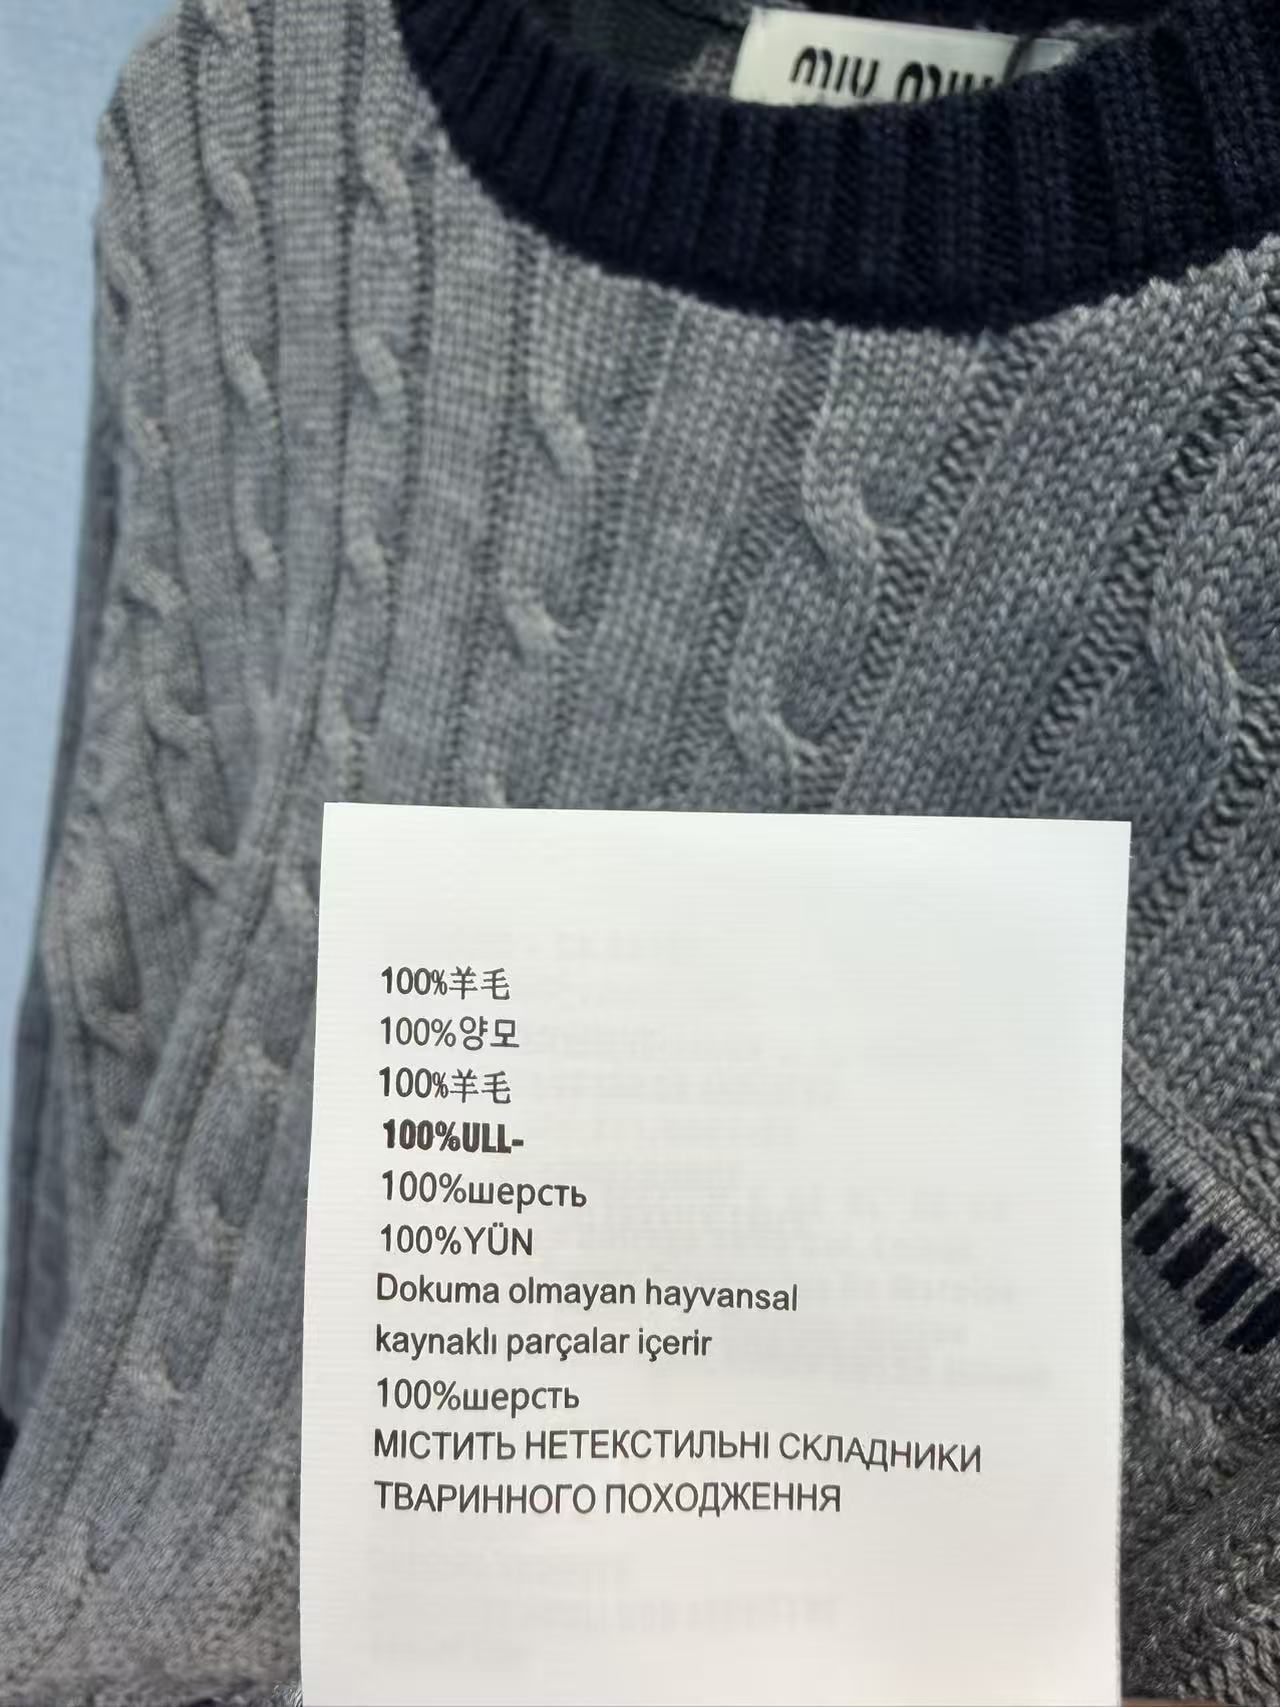 miu miu
100%羊毛
100%양모
100%羊毛
100%ULL-
100%шерсть
100%YÜN
Dokuma olmayan hayvansal
kaynaklı parçalar içerir
100%шерсть
МІСТИТЬ НЕТЕКСТИЛЬНІ СКЛАДНИКИ
ТВАРИННОГО ПОХОДЖЕННЯ